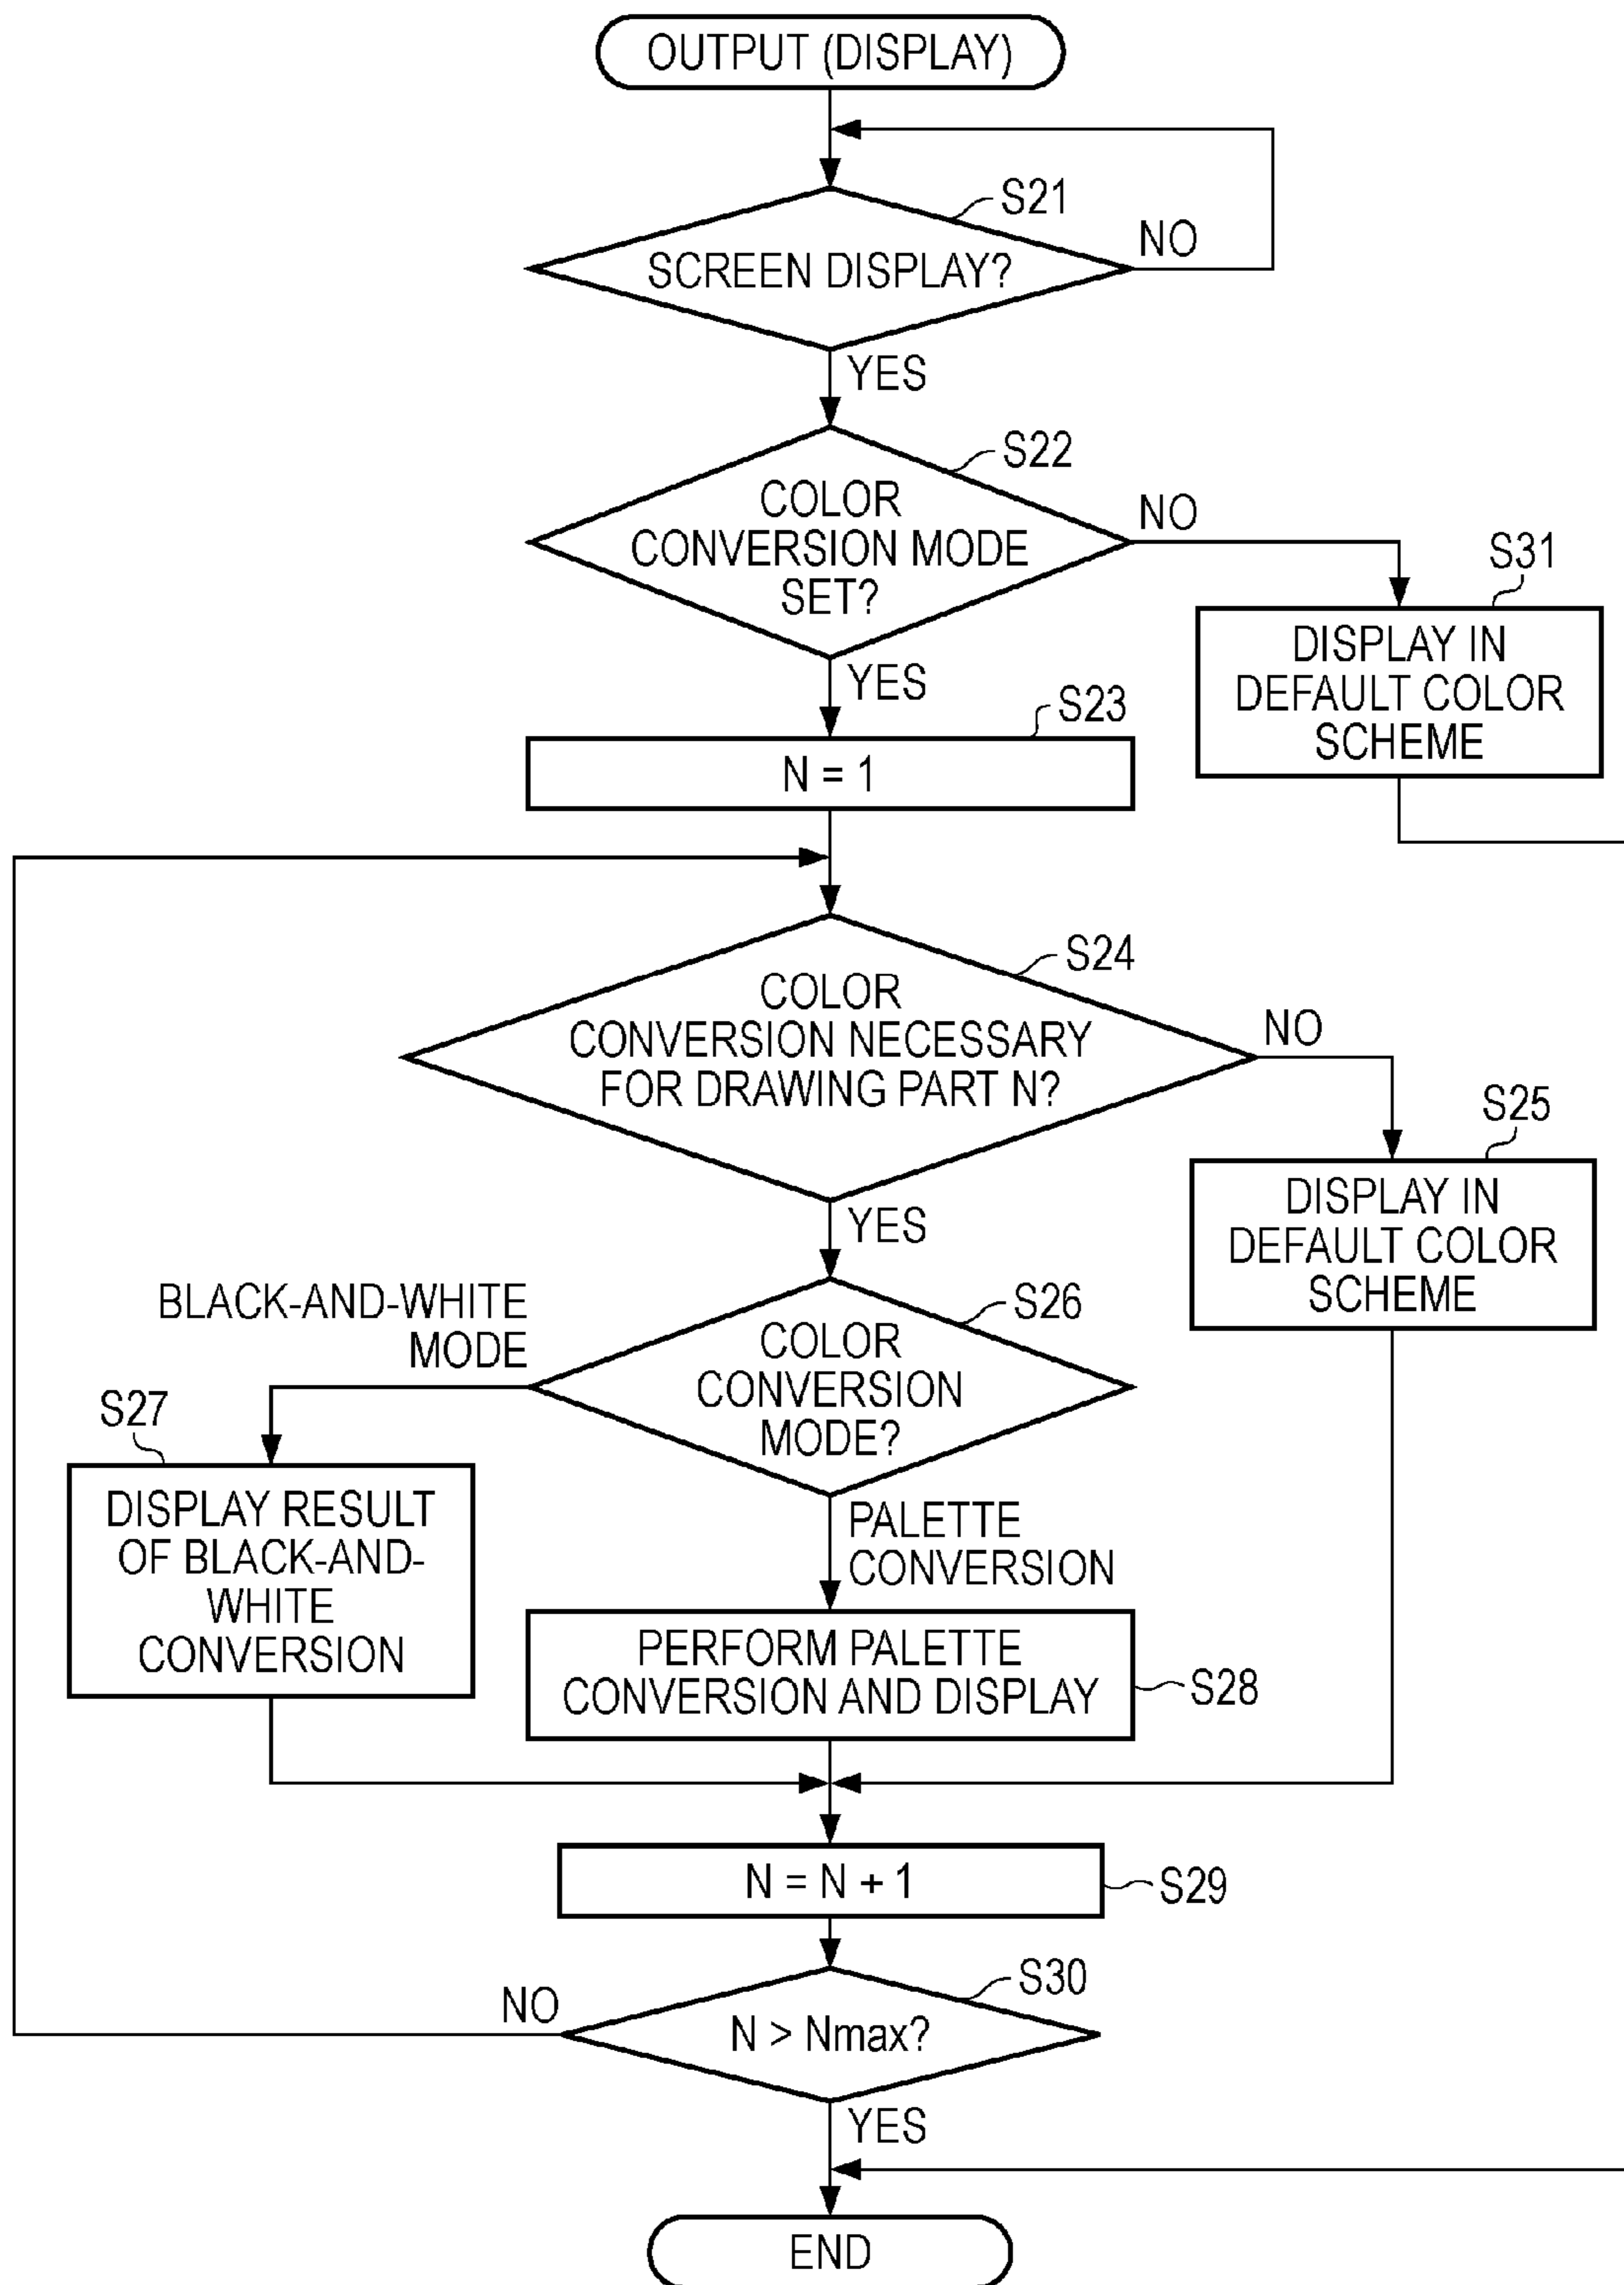 OUTPUT (DISPLAY)
S21
NO
SCREEN DISPLAY?
YES
S22
COLOR
CONVERSION MODE
SET?
NO
S31
DISPLAY IN
DEFAULT COLOR
SCHEME
YES
S23
N = 1
S24
COLOR
CONVERSION NECESSARY
FOR DRAWING PART N?
NO
S25
DISPLAY IN
DEFAULT COLOR
SCHEME
YES
BLACK-AND-WHITE
MODE
S26
COLOR
CONVERSION
MODE?
S27
DISPLAY RESULT
OF BLACK-AND-
WHITE
CONVERSION
PALETTE
CONVERSION
PERFORM PALETTE
CONVERSION AND DISPLAY
S28
N = N + 1
S29
S30
NO
N > Nmax?
YES
END